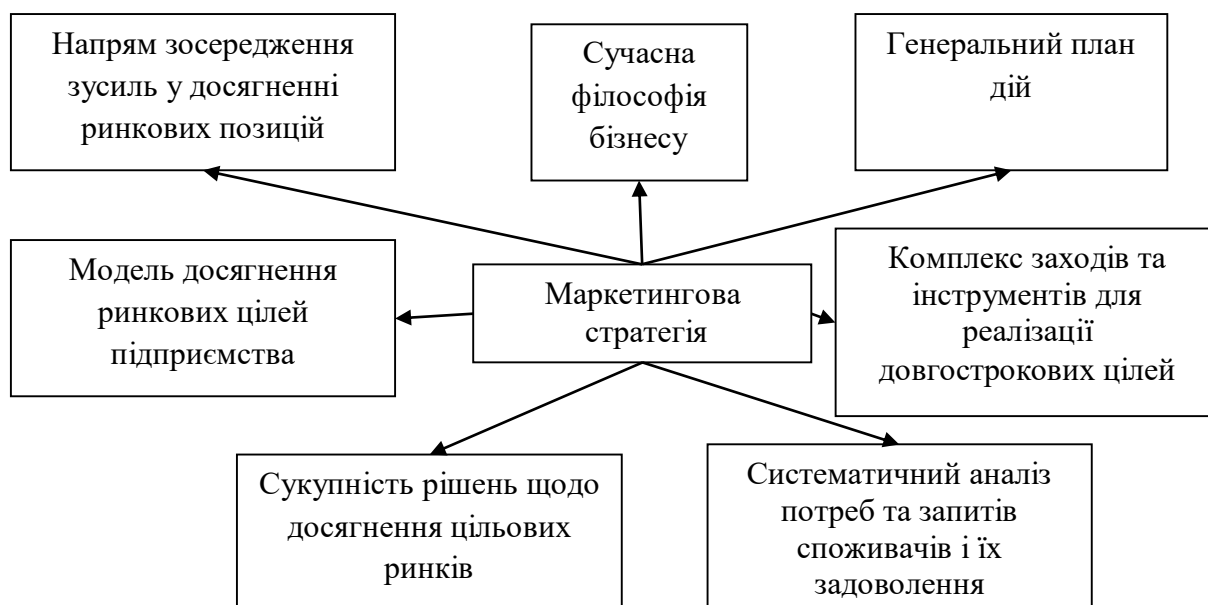 Напрям зосередження
зусиль у досягненні
ринкових позицій
Сучасна
філософія
бізнесу
Генеральний план
дій
Модель досягнення
ринкових цілей
підприємства
Маркетингова
стратегія
Комплекс заходів та
інструментів для
реалізації
довгострокових цілей
Сукупність рішень щодо
досягнення цільових
ринків
Систематичний аналіз
потреб та запитів
споживачів і їх
задоволення